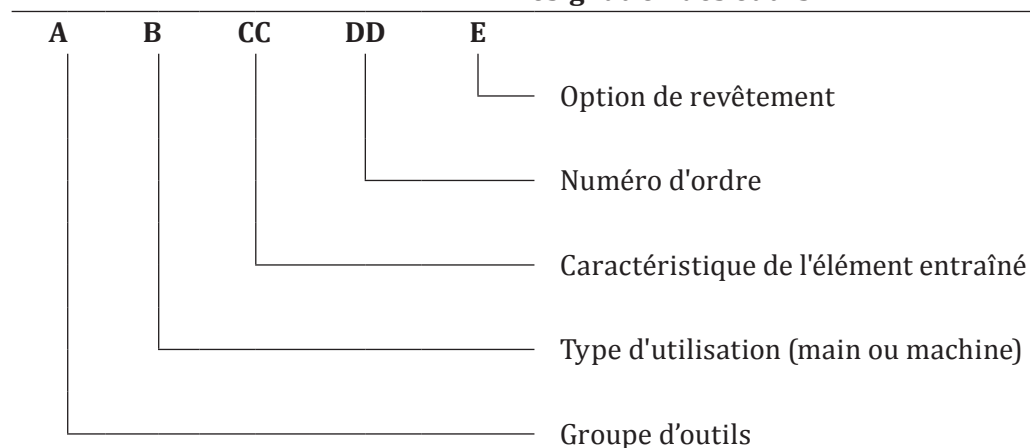 A B CC DD E
Option de revêtement
Numéro d'ordre
Caractéristique de l'élément entraîné
Type d'utilisation (main ou machine)
Groupe d’outils